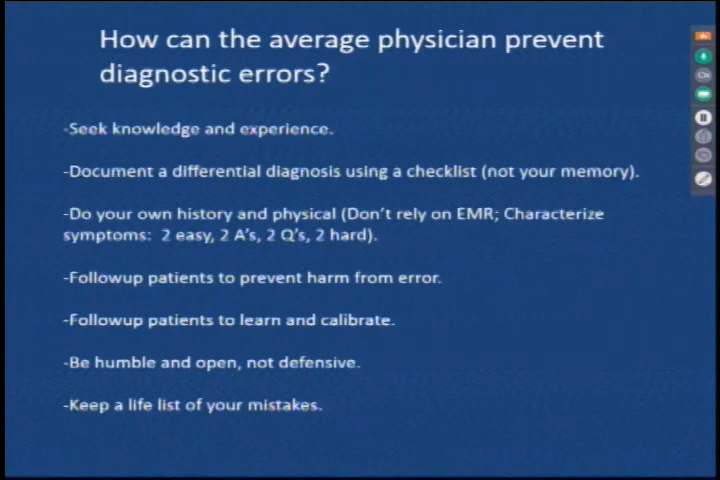 How can the average physician prevent
diagnostic errors?
-Seek knowledge and experience.
-Document a differential diagnosis using a checklist (not your memory).
-Do your own history and physical (Don't rely on EMR; Characterize
symptoms:  2 easy, 2 A's, 2 Q's, 2 hard).
-Followup patients to prevent harm from error.
-Followup patients to learn and calibrate.
-Be humble and open, not defensive.
-Keep a life list of your mistakes.